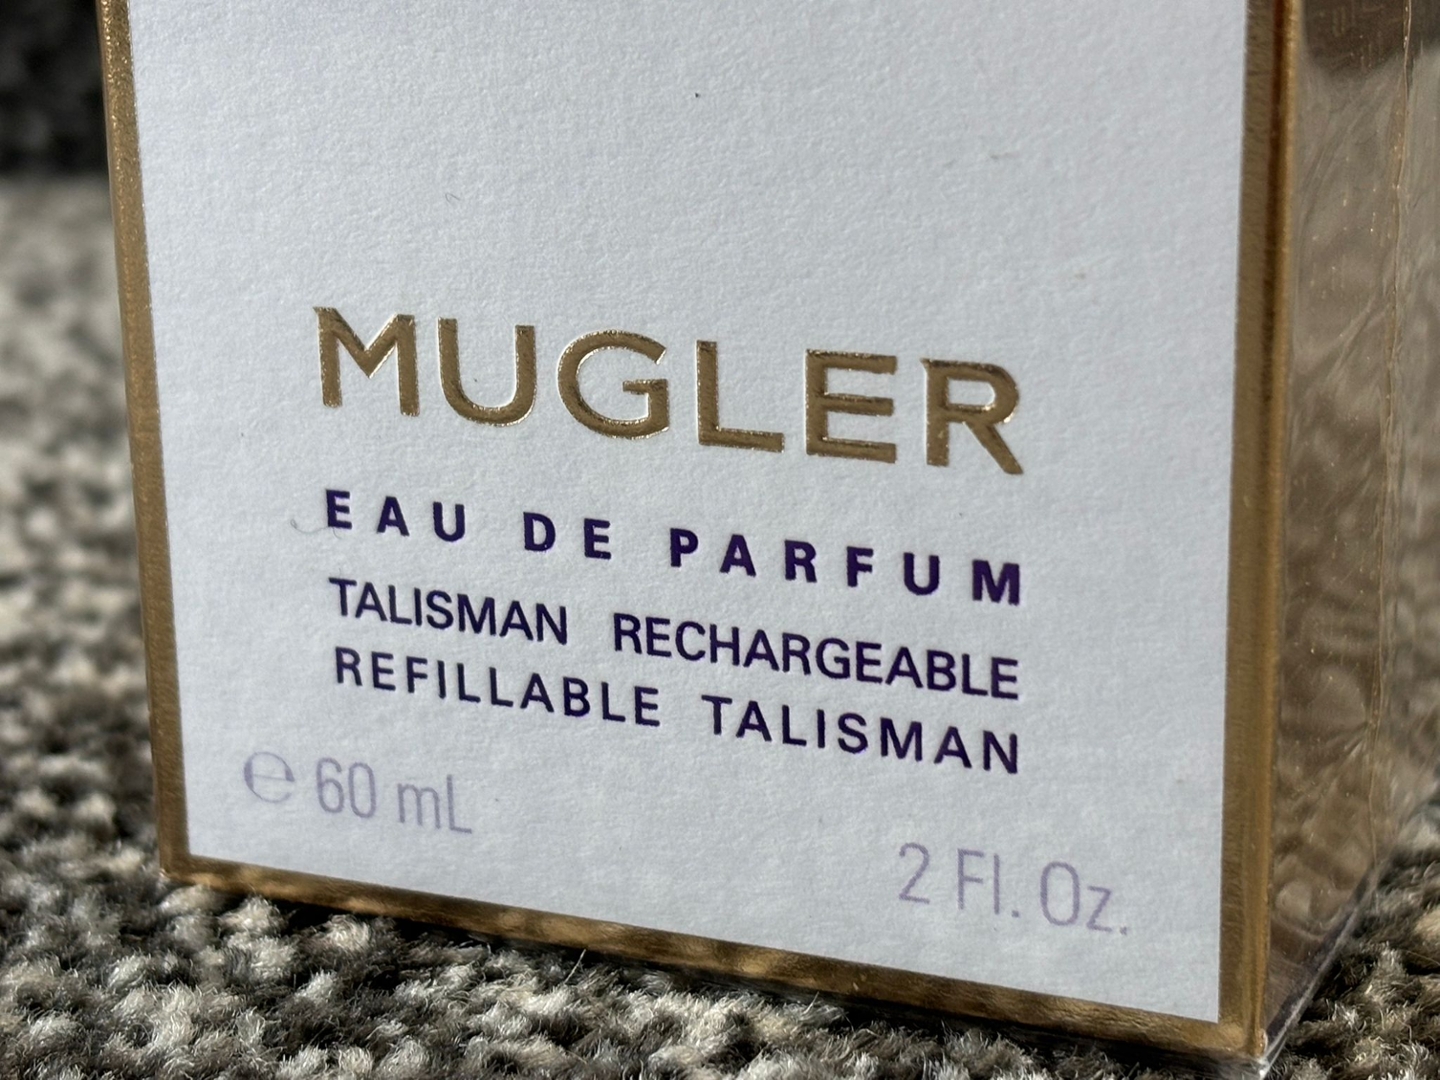 MUGLER
EAU DE PARFUM
TALISMAN RECHARGEABLE
REFILLABLE TALISMAN
℮ 60 mL
2 Fl. Oz.